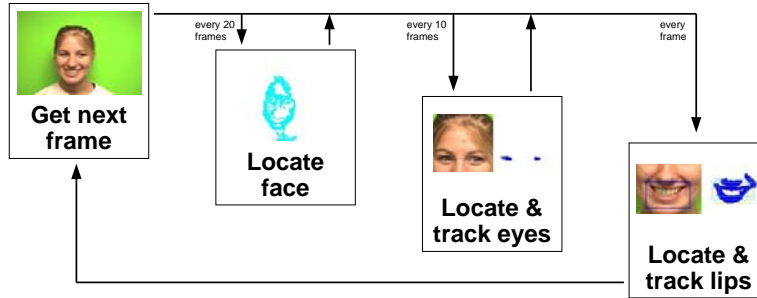 Get next
frame
every 20
frames
Locate
face
every 10
frames
Locate &
track eyes
every
frame
Locate &
track lips